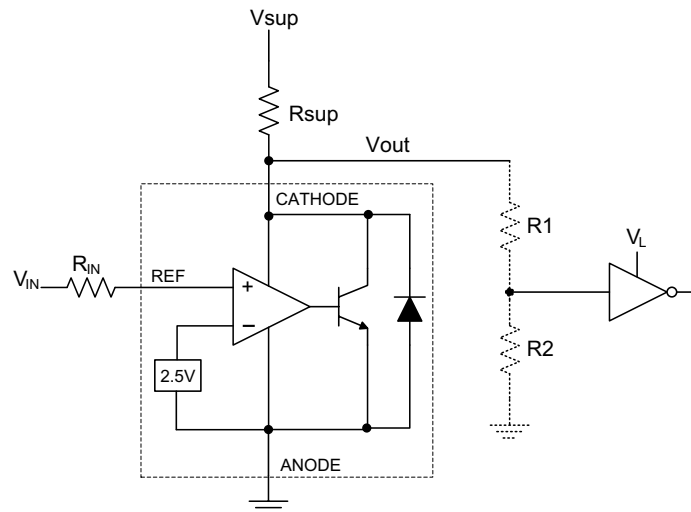 Vsup
Rsup
Vout
CATHODE
R1
RIN
VIN
REF
VL
+
–
R2
2.5V
ANODE